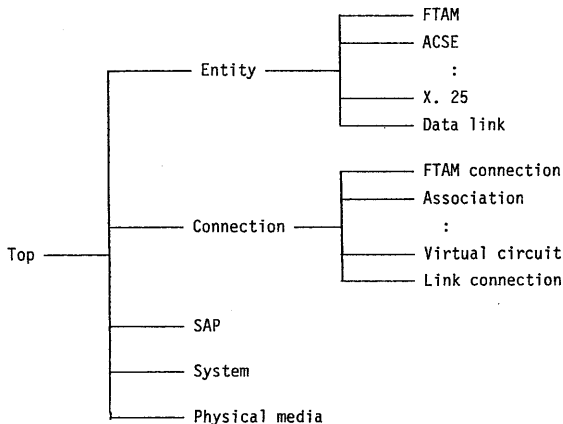 FTAM
ACSE
:
Entity
X. 25
Data link
FTAM connection
Association
:
Connection
Virtual circuit
Link connection
Top
SAP
System
Physical media